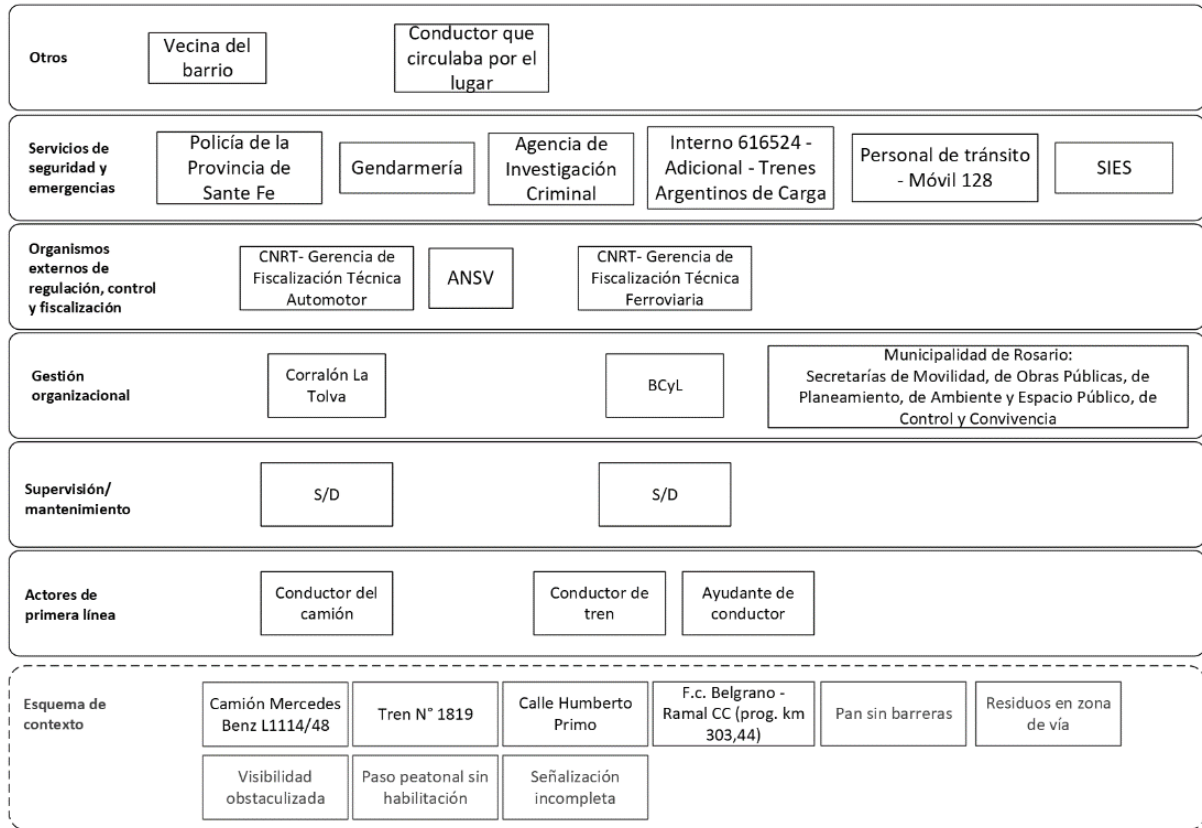 Otros
Vecina del
barrio
Conductor que
circulaba por el
lugar
Servicios de
seguridad y
emergencias
Policía de la
Provincia de
Sante Fe
Gendarmería
Agencia de
Investigación
Criminal
Interno 616524 -
Adicional - Trenes
Argentinos de Carga
Personal de tránsito
- Móvil 128
SIES
Organismos
externos de
regulación, control
y fiscalización
CNRT- Gerencia de
Fiscalización Técnica
Automotor
ANSV
CNRT- Gerencia de
Fiscalización Técnica
Ferroviaria
Gestión
organizacional
Corralón La
Tolva
BCyL
Municipalidad de Rosario:
Secretarías de Movilidad, de Obras Públicas, de
Planeamiento, de Ambiente y Espacio Público, de
Control y Convivencia
Supervisión/
mantenimiento
S/D
S/D
Actores de
primera línea
Conductor del
camión
Conductor de
tren
Ayudante de
conductor
Esquema de
contexto
Camión Mercedes
Benz L1114/48
Tren N° 1819
Calle Humberto
Primo
F.c. Belgrano -
Ramal CC (prog. km
303,44)
Pan sin barreras
Residuos en zona
de vía
Visibilidad
obstaculizada
Paso peatonal sin
habilitación
Señalización
incompleta